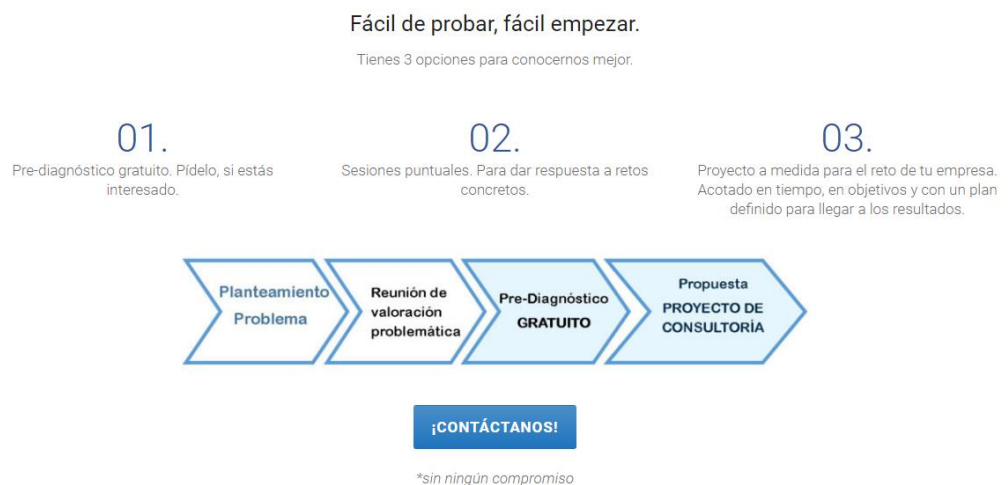 Fácil de probar, fácil empezar.
Tienes 3 opciones para conocernos mejor.
01.
Pre-diagnóstico gratuito. Pídelo, si estás
interesado.
02.
Sesiones puntuales. Para dar respuesta a retos
concretos.
03.
Proyecto a medida para el reto de tu empresa.
Acotado en tiempo, en objetivos y con un plan
definido para llegar a los resultados.
Planteamiento
Problema
Reunión de
valoración
problemática
Pre-Diagnóstico
GRATUITO
Propuesta
PROYECTO DE
CONSULTORÍA
¡CONTÁCTANOS!
*sin ningún compromiso